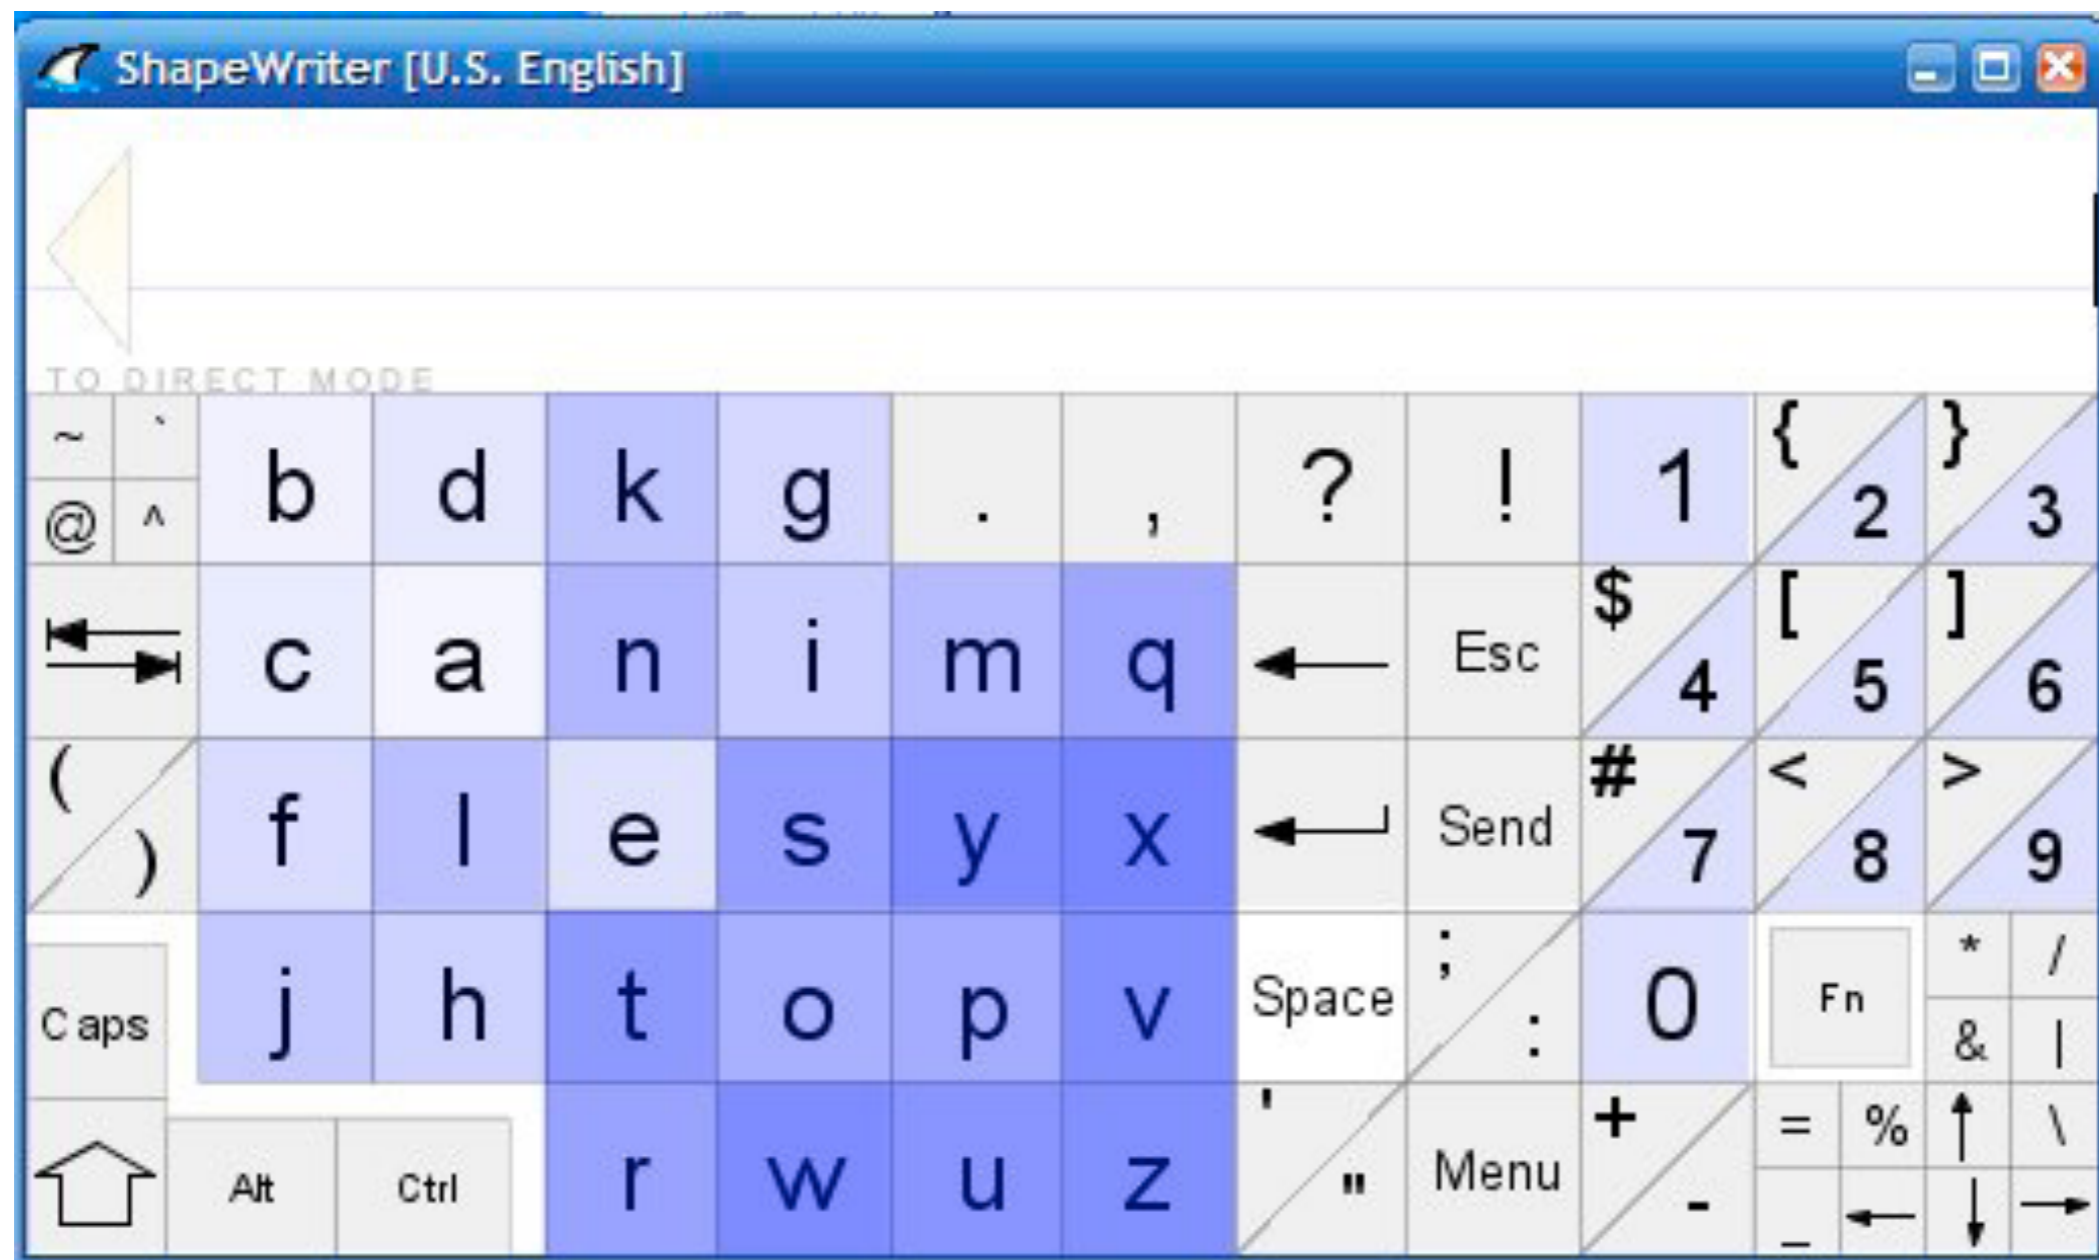 ShapeWriter [U.S. English]
TO DIRECT MODE
~ ` b d k g . , ? ! 1 { 2 } 3
@ ^
c a n i m q Esc $ 4 [ 5 ] 6
( ) f l e s y x Send # 7 < 8 > 9
Caps j h t o p v Space ; : 0 Fn * /
& |
Alt Ctrl r w u z ' " Menu + - = % \
_